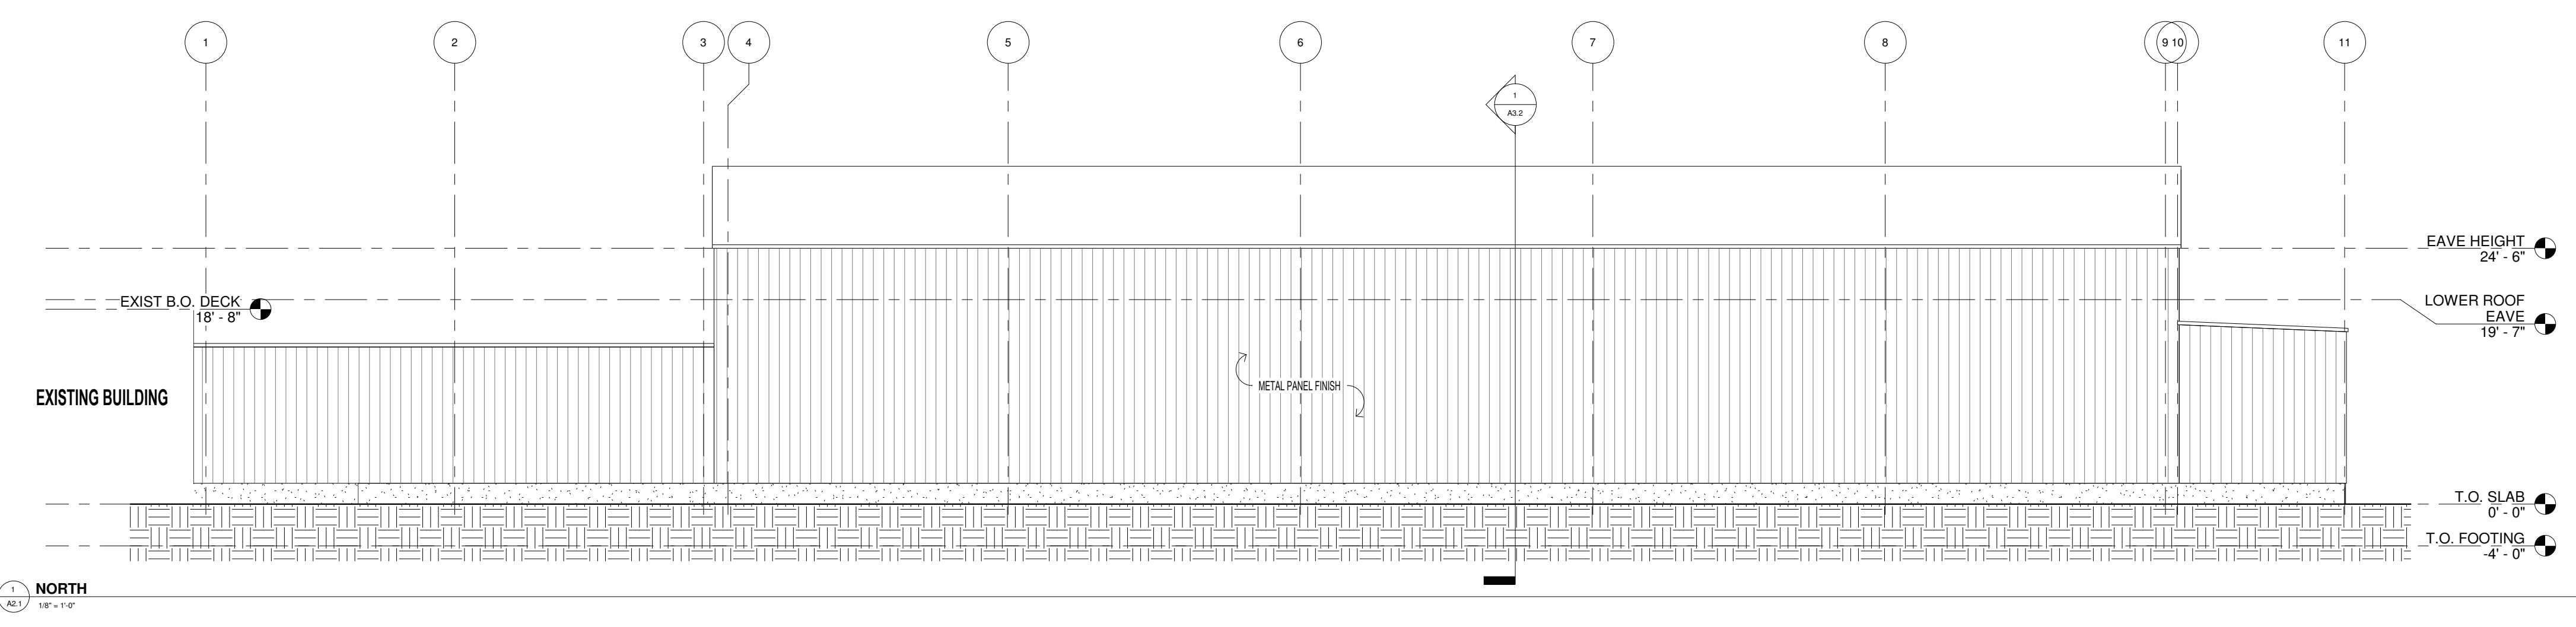 1
2
3
4
5
6
7
8
9
10
11
1
A3.2
EAVE HEIGHT
24' - 6"
EXIST B.O. DECK
18' - 8"
LOWER ROOF
EAVE
19' - 7"
METAL PANEL FINISH
EXISTING BUILDING
T.O. SLAB
0' - 0"
T.O. FOOTING
-4' - 0"
1
A2.1
NORTH
1/8" = 1'-0"